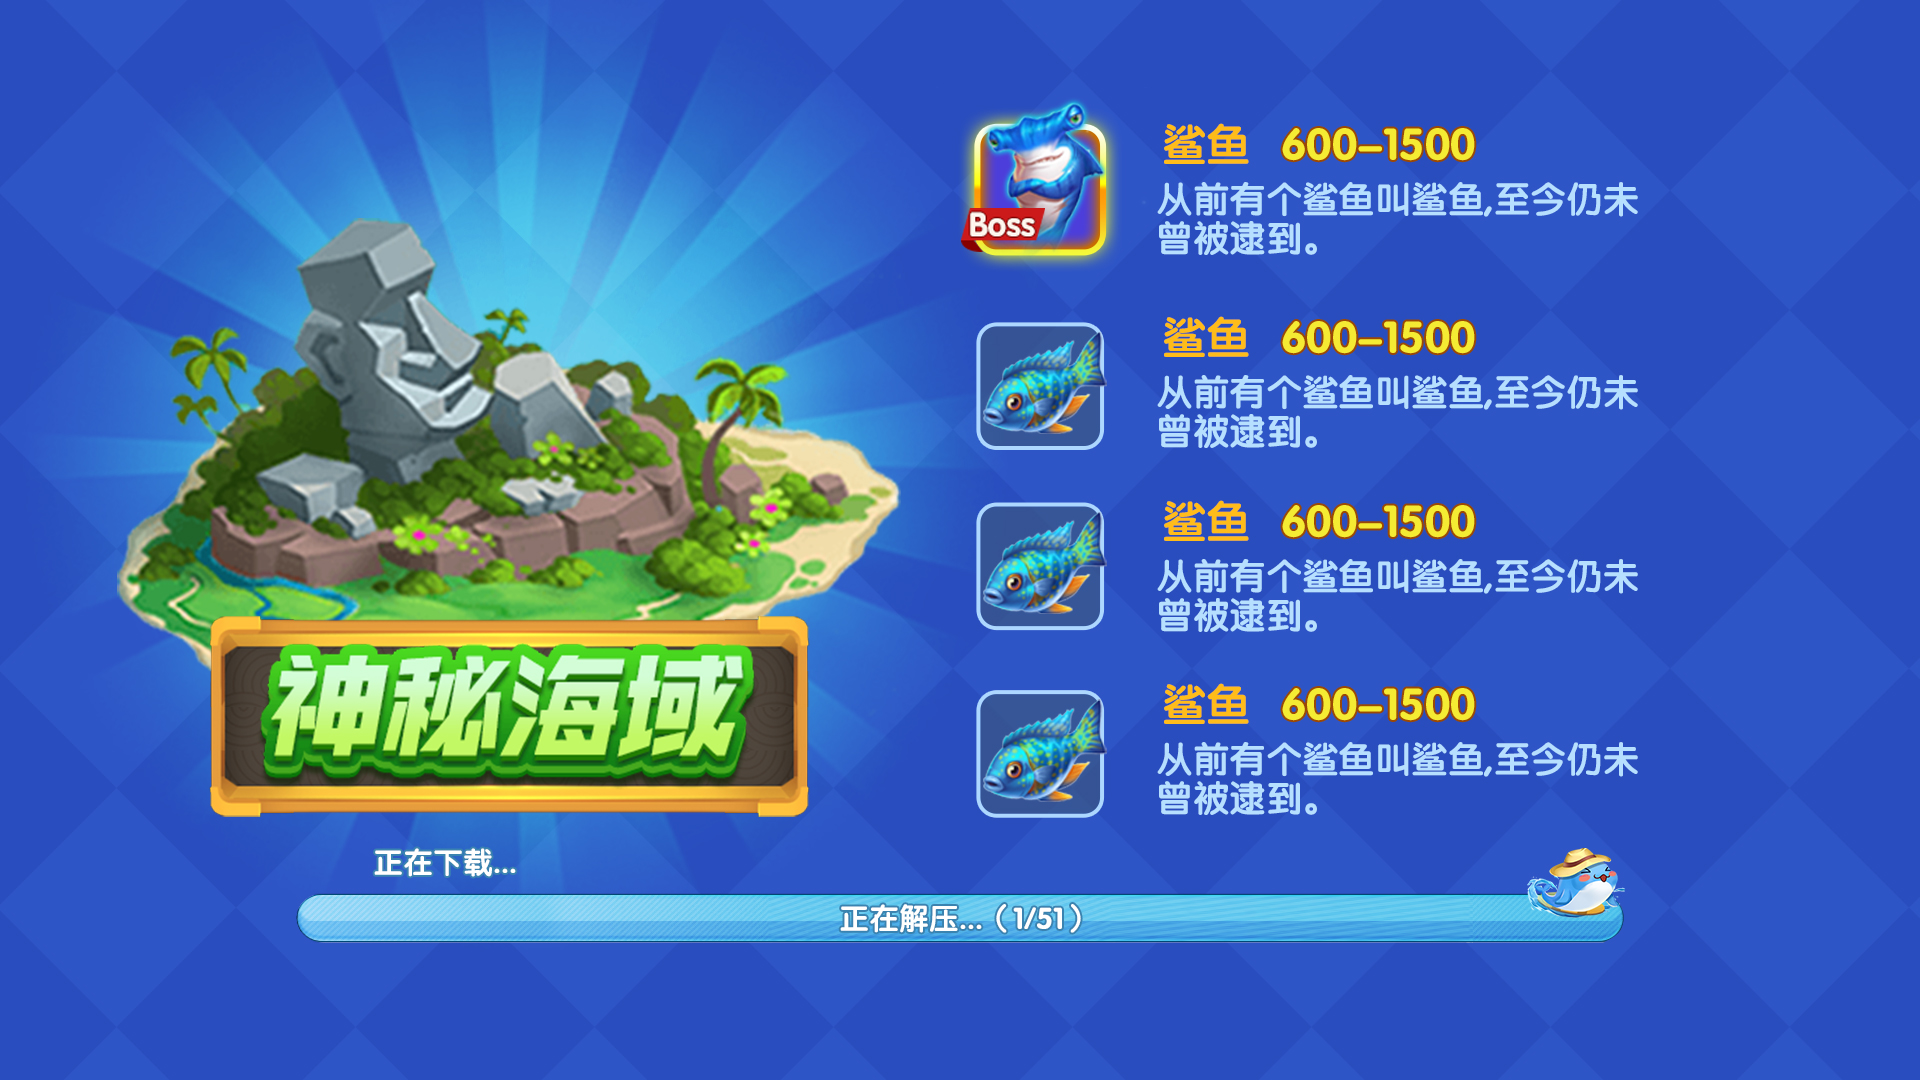 鲨鱼 600-1500
从前有个鲨鱼叫鲨鱼,至今仍未
曾被逮到。
Boss
鲨鱼 600-1500
从前有个鲨鱼叫鲨鱼,至今仍未
曾被逮到。
鲨鱼 600-1500
从前有个鲨鱼叫鲨鱼,至今仍未
曾被逮到。
鲨鱼 600-1500
从前有个鲨鱼叫鲨鱼,至今仍未
曾被逮到。
神秘海域
正在下载...
正在解压...（1/51）